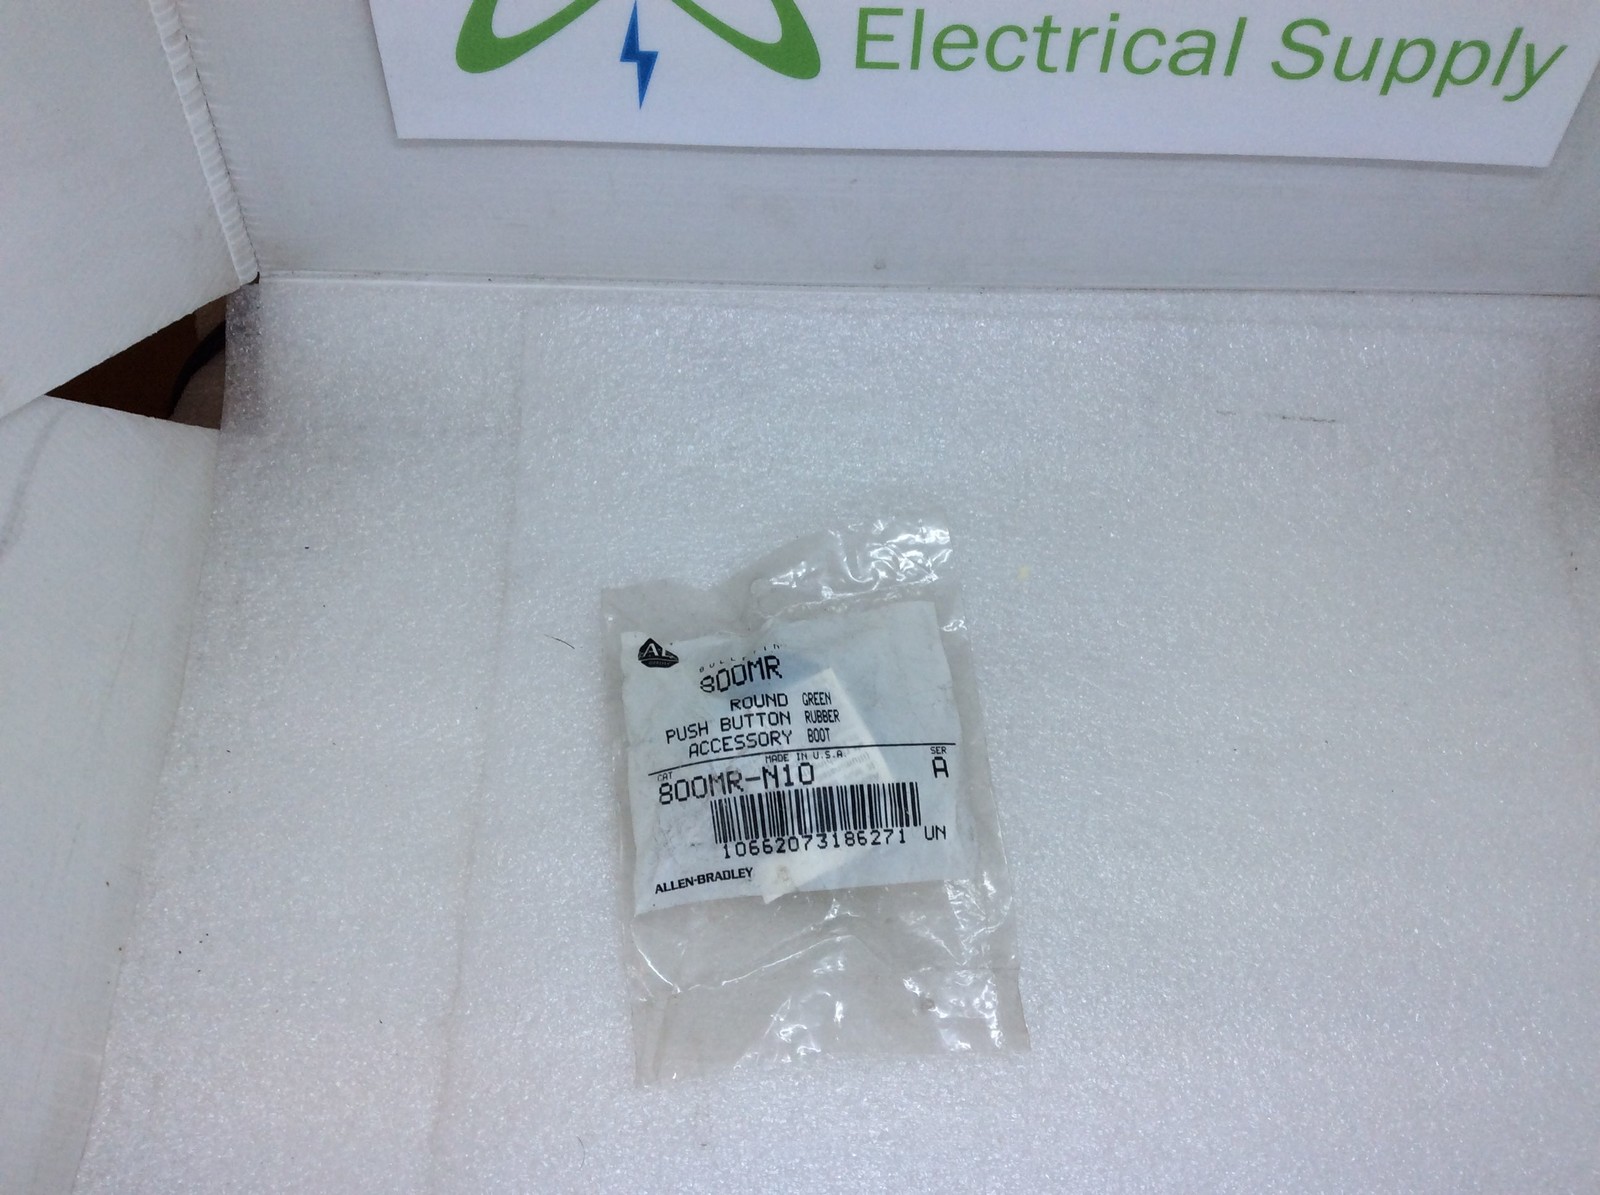 Electrical Supply
BULLETIN
800MR
ROUND GREEN
PUSH BUTTON RUBBER
ACCESSORY BOOT
MADE IN U.S.A.
CAT SER
800MR-N10 A
10662073186271 UN
ALLEN-BRADLEY